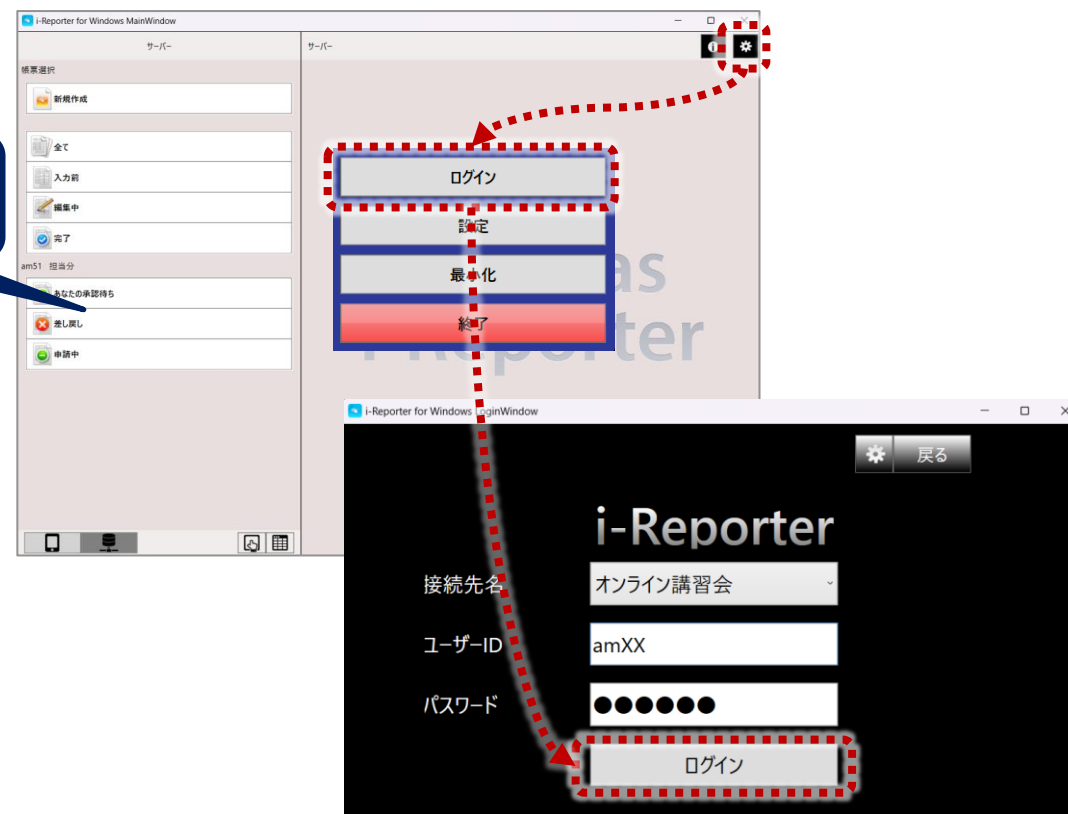 i-Reporter for Windows MainWindow
サーバー
サーバー
帳票選択
新規作成
全て
入力前
編集中
完了
am51 担当分
あなたの承認待ち
差し戻し
申請中
ログイン
設定
最小化
終了
i-Reporter for Windows LoginWindow
戻る
i-Reporter
接続先名
オンライン講習会
ユーザーID
amXX
パスワード
●●●●●●
ログイン